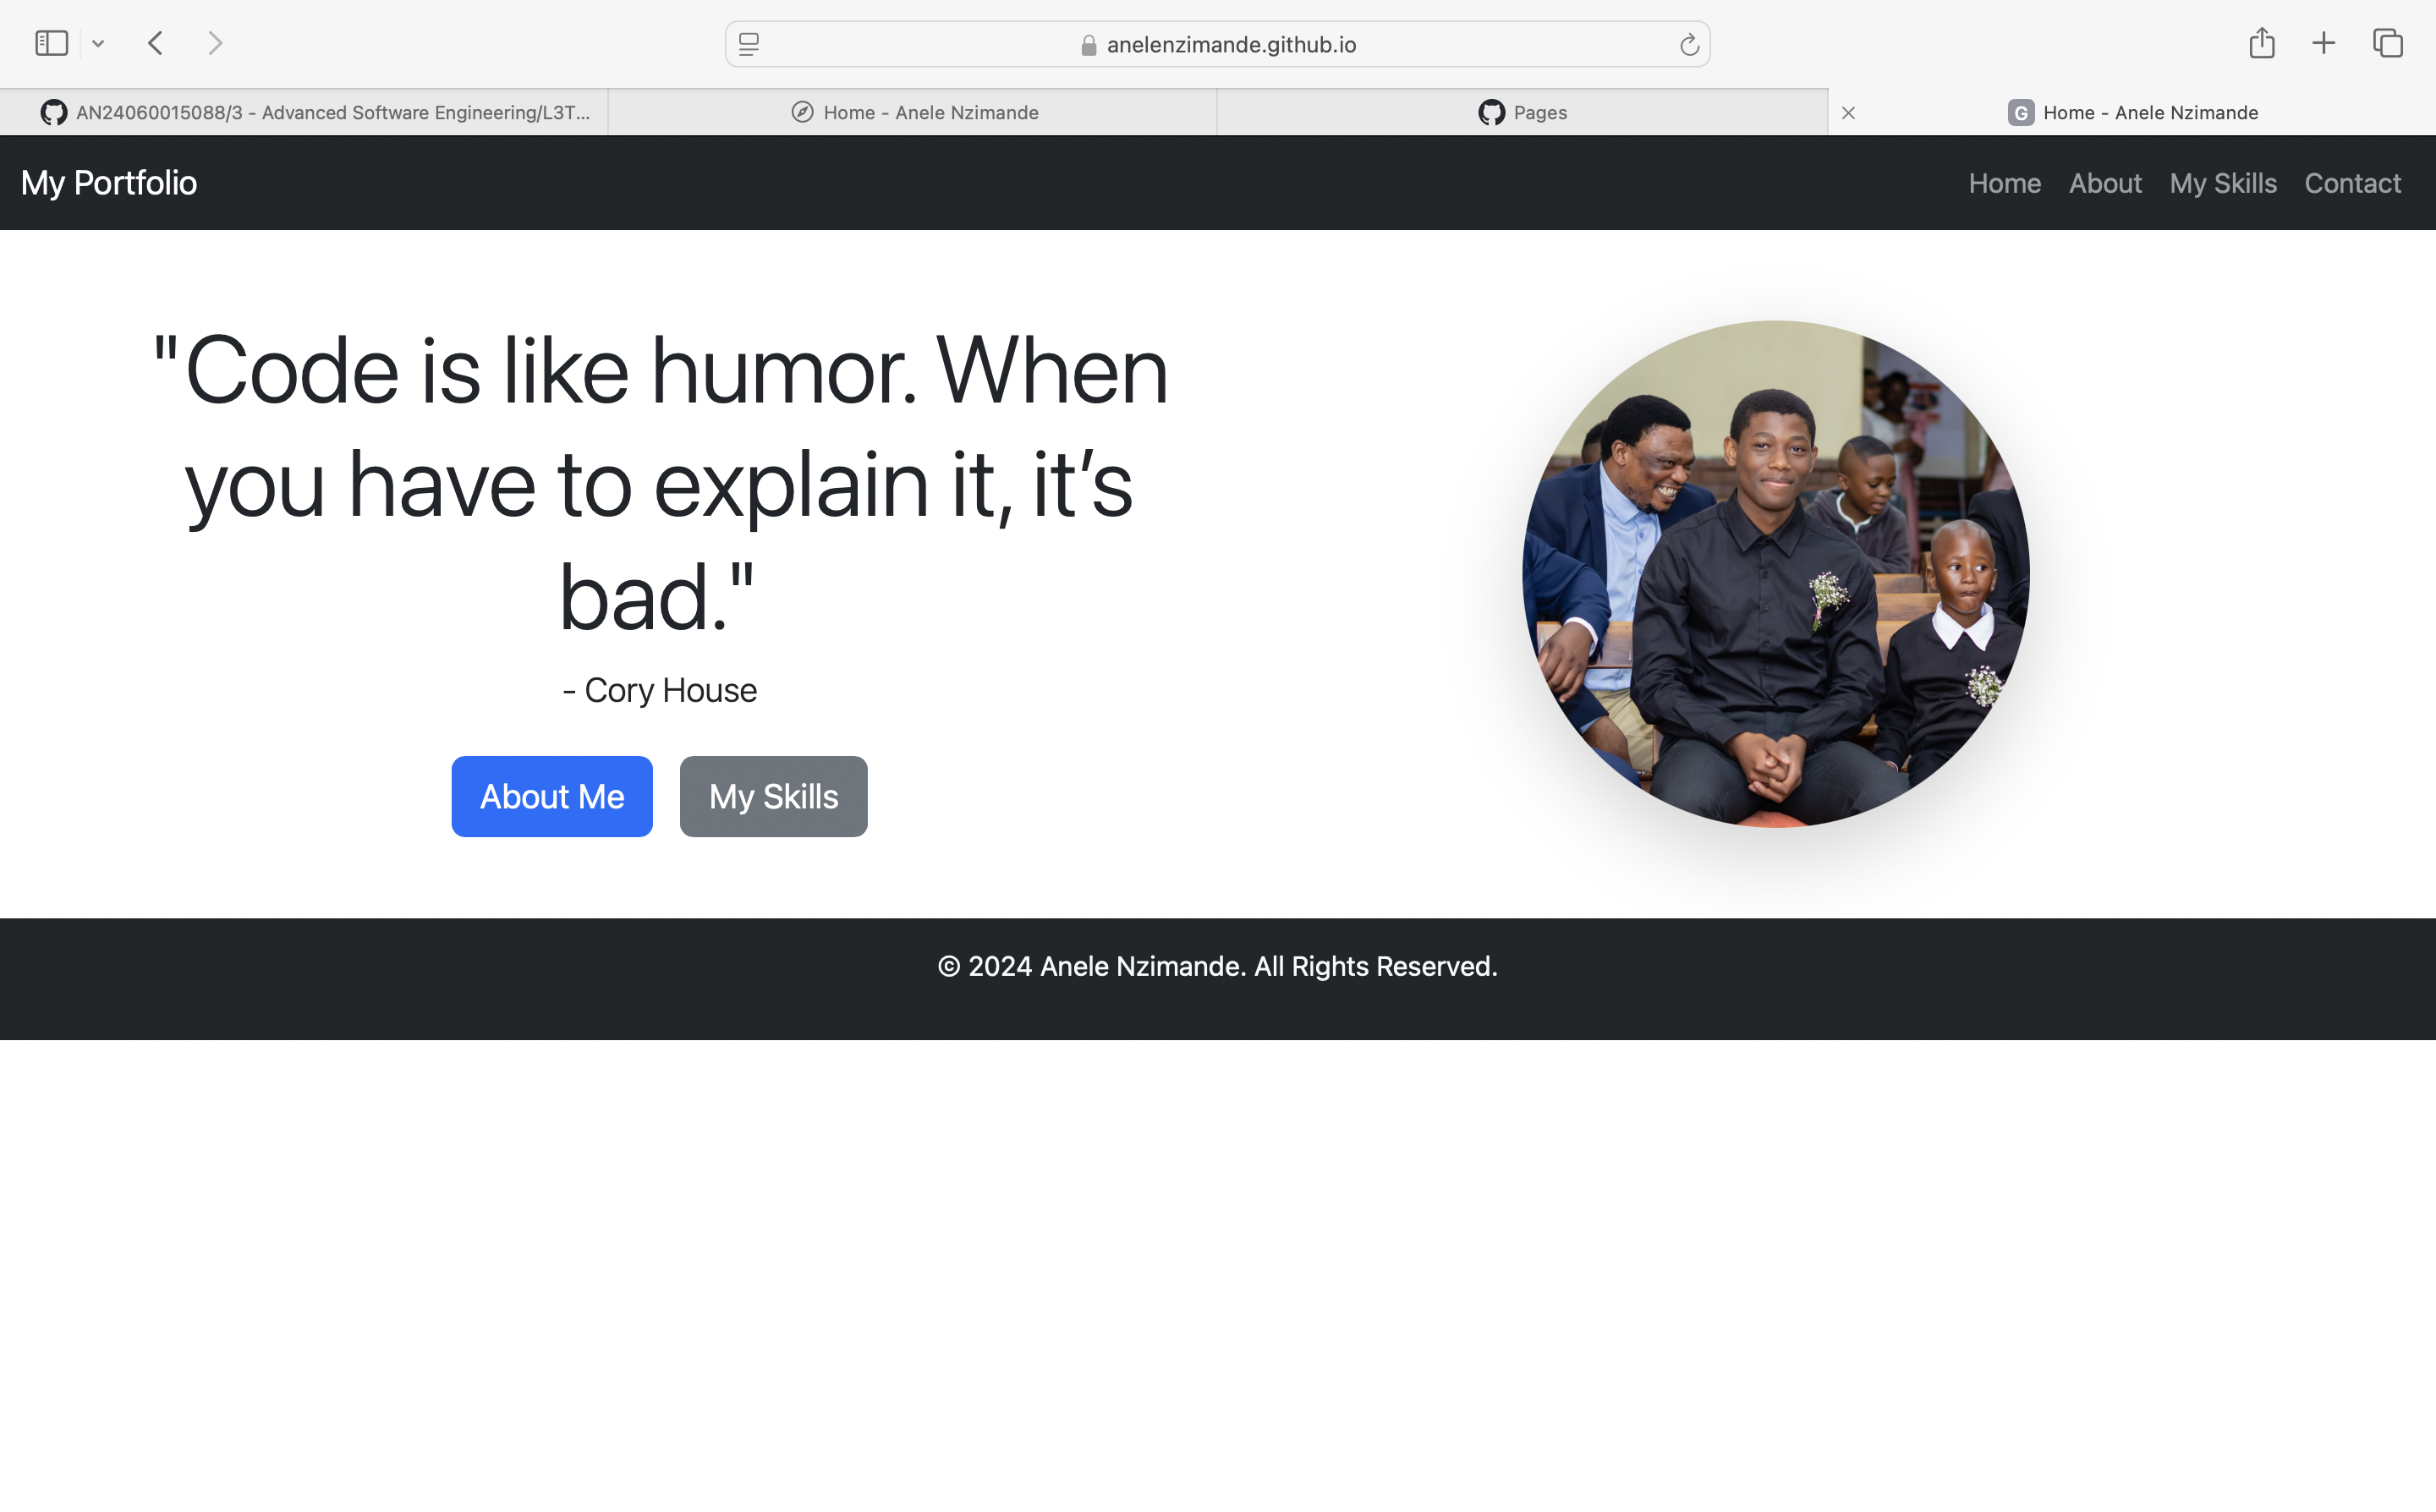 anelenzimande.github.io
AN24060015088/3 - Advanced Software Engineering/L3T...
Home - Anele Nzimande
Pages
G
Home - Anele Nzimande
My Portfolio
Home
About
My Skills
Contact
"Code is like humor. When
you have to explain it, it’s
bad."
- Cory House
About Me
My Skills
© 2024 Anele Nzimande. All Rights Reserved.